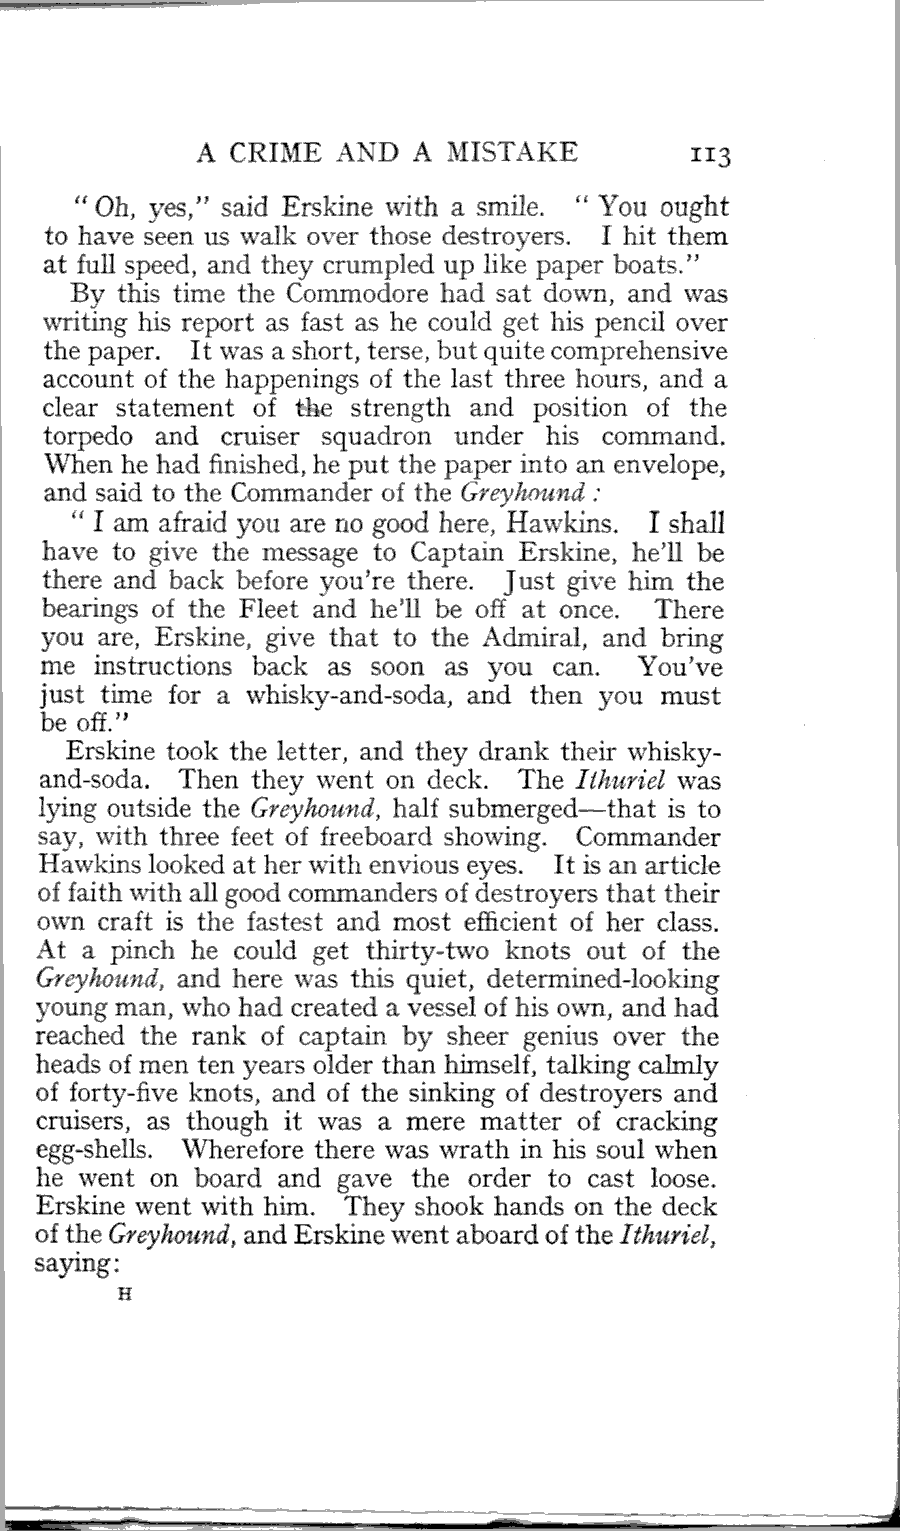 A CRIME AND A MISTAKE 113
“ Oh, yes,” said Erskine with a smile. “ You ought
to have seen us walk over those destroyers. I hit them
at full speed, and they crumpled up like paper boats.”
By this time the Commodore had sat down, and was
writing his report as fast as he could get his pencil over
the paper. It was a short, terse, but quite comprehensive
account of the happenings of the last three hours, and a
clear statement of the strength and position of the
torpedo and cruiser squadron under his command.
When he had finished, he put the paper into an envelope,
and said to the Commander of the Greyhound :
“ I am afraid you are no good here, Hawkins. I shall
have to give the message to Captain Erskine, he’ll be
there and back before you’re there. Just give him the
bearings of the Fleet and he’ll be off at once. There
you are, Erskine, give that to the Admiral, and bring
me instructions back as soon as you can. You’ve
just time for a whisky-and-soda, and then you must
be off.”
Erskine took the letter, and they drank their whisky-
and-soda. Then they went on deck. The Ithuriel was
lying outside the Greyhound, half submerged—that is to
say, with three feet of freeboard showing. Commander
Hawkins looked at her with envious eyes. It is an article
of faith with all good commanders of destroyers that their
own craft is the fastest and most efficient of her class.
At a pinch he could get thirty-two knots out of the
Greyhound, and here was this quiet, determined-looking
young man, who had created a vessel of his own, and had
reached the rank of captain by sheer genius over the
heads of men ten years older than himself, talking calmly
of forty-five knots, and of the sinking of destroyers and
cruisers, as though it was a mere matter of cracking
egg-shells. Wherefore there was wrath in his soul when
he went on board and gave the order to cast loose.
Erskine went with him. They shook hands on the deck
of the Greyhound, and Erskine went aboard of the Ithuriel,
saying:
H